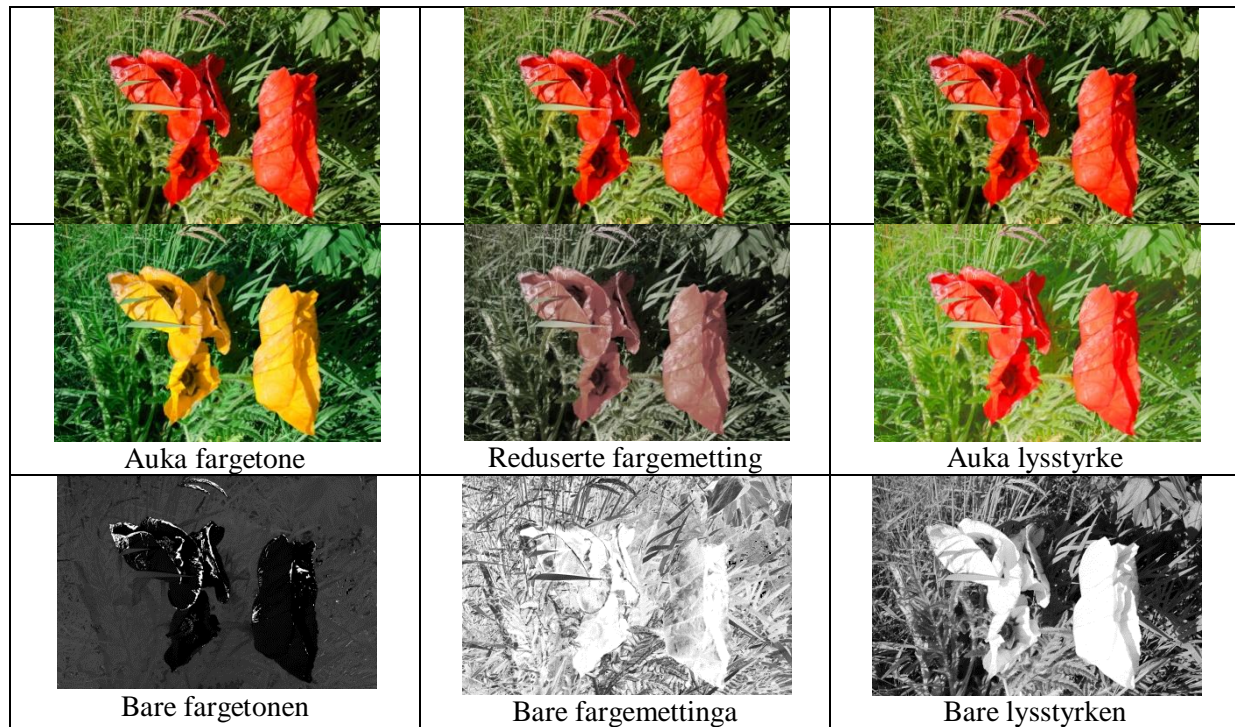 Auka fargetone
Reduserte fargemetting
Auka lysstyrke
Bare fargetonen
Bare fargemettinga
Bare lysstyrken